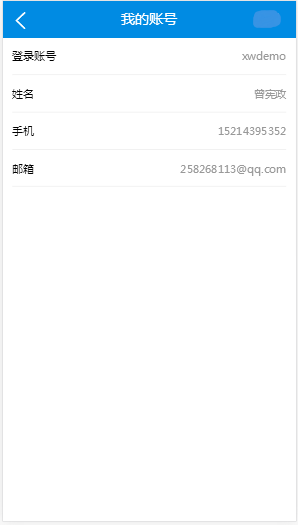 我的账号
登录账号 xwdemo
姓名 曾宪政
手机 15214395352
邮箱 258268113@qq.com